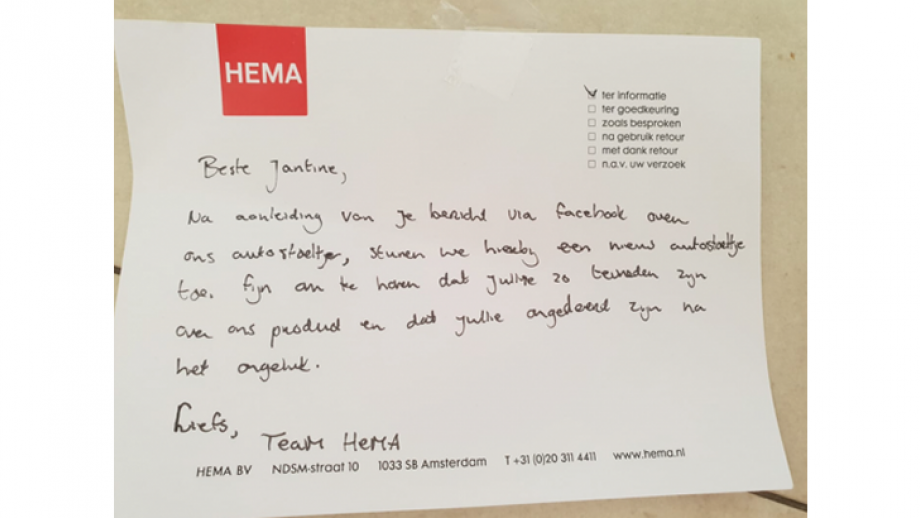 HEMA
ter informatie
ter goedkeuring
zoals besproken
na gebruik retour
met dank retour
n.a.v. uw verzoek
Beste Jantine,
Na aanleiding van je bericht via facebook over
ons autostoeltje, sturen we hierbij een nieuw autostoeltje
toe. fijn om te horen dat jullie zo tevreden zijn
over ons product en dat jullie ongedeerd zijn na
het ongeluk.
Liefs,
TEAM HEMA
HEMA BV NDSM-straat 10 1033 SB Amsterdam T +31 (0)20 311 4411 www.hema.nl